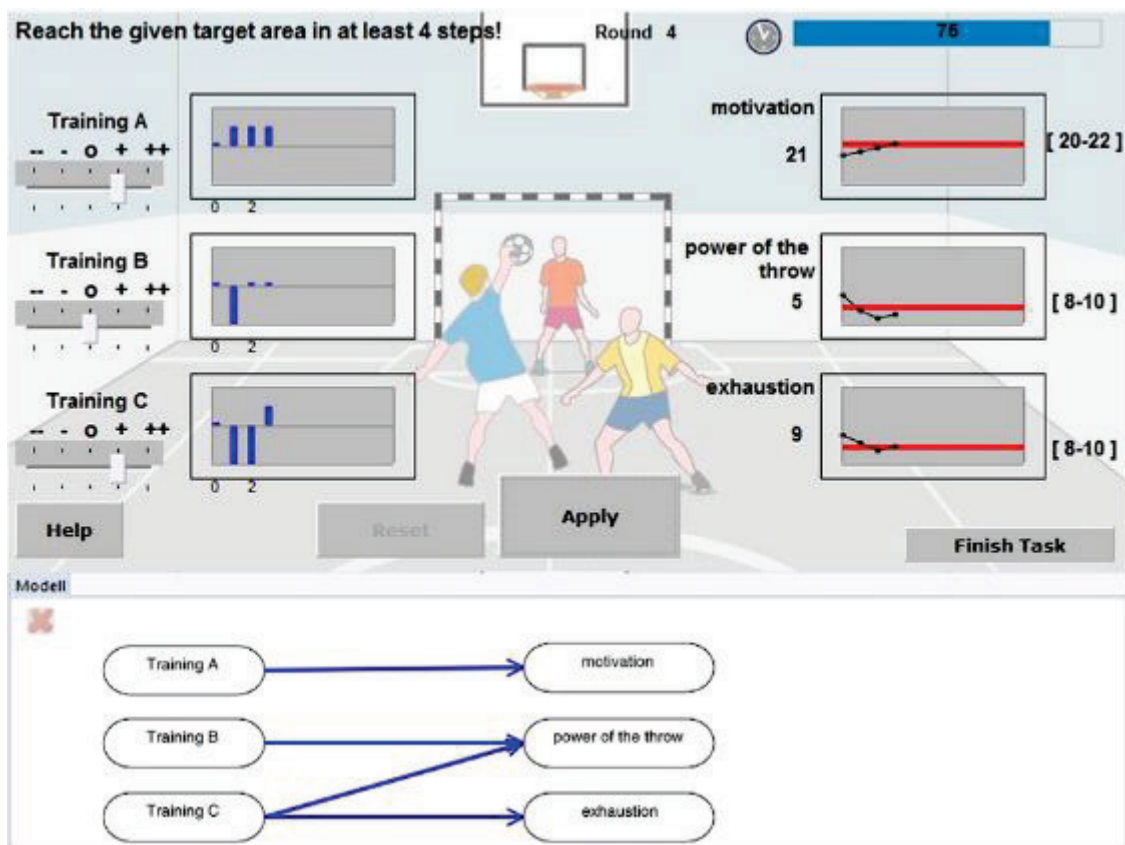 Reach the given target area in at least 4 steps!
Round 4
75
Training A
-- - o + ++
0 2
motivation
21
[ 20-22 ]
Training B
-- - o + ++
0 2
power of the
throw
5
[ 8-10 ]
Training C
-- - o + ++
0 2
exhaustion
9
[ 8-10 ]
Help
Reset
Apply
Finish Task
Modell
Training A
motivation
Training B
power of the throw
Training C
exhaustion